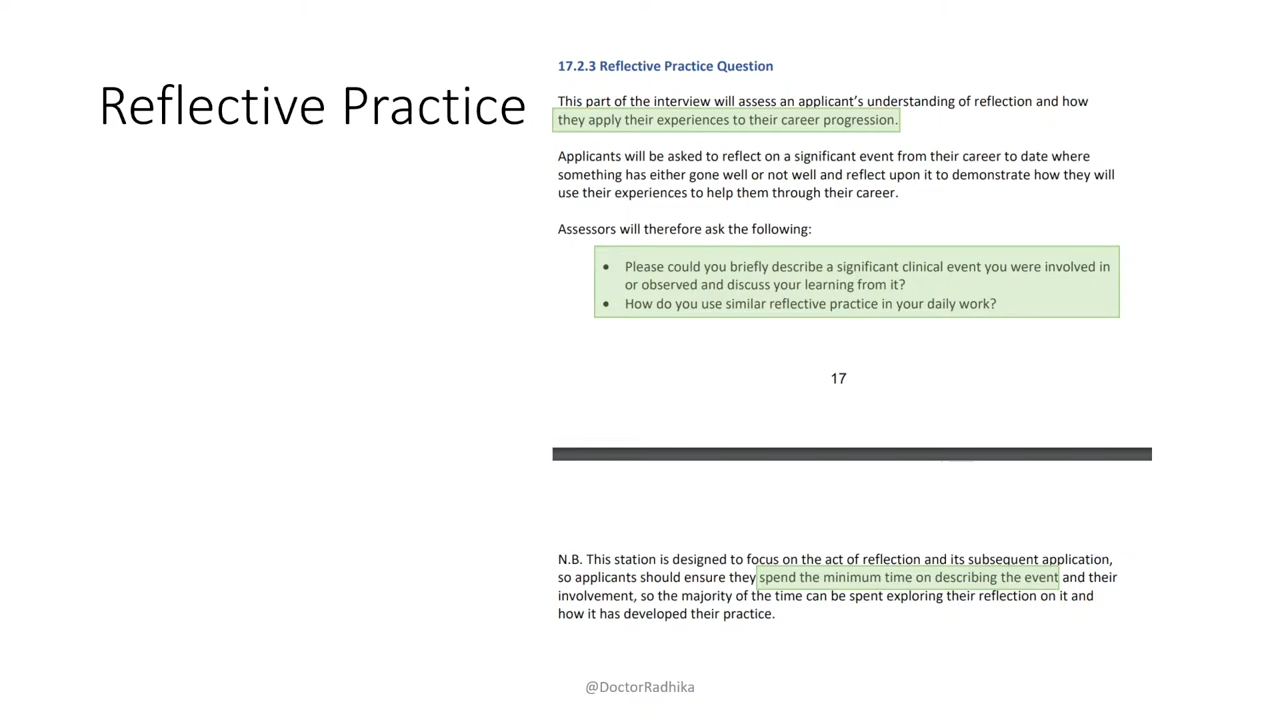 Reflective Practice
17.2.3 Reflective Practice Question
This part of the interview will assess an applicant's understanding of reflection and how
they apply their experiences to their career progression.
Applicants will be asked to reflect on a significant event from their career to date where
something has either gone well or not well and reflect upon it to demonstrate how they will
use their experiences to help them through their career.
Assessors will therefore ask the following:
• Please could you briefly describe a significant clinical event you were involved in
or observed and discuss your learning from it?
• How do you use similar reflective practice in your daily work?
17
N.B. This station is designed to focus on the act of reflection and its subsequent application,
so applicants should ensure they spend the minimum time on describing the event and their
involvement, so the majority of the time can be spent exploring their reflection on it and
how it has developed their practice.
@DoctorRadhika